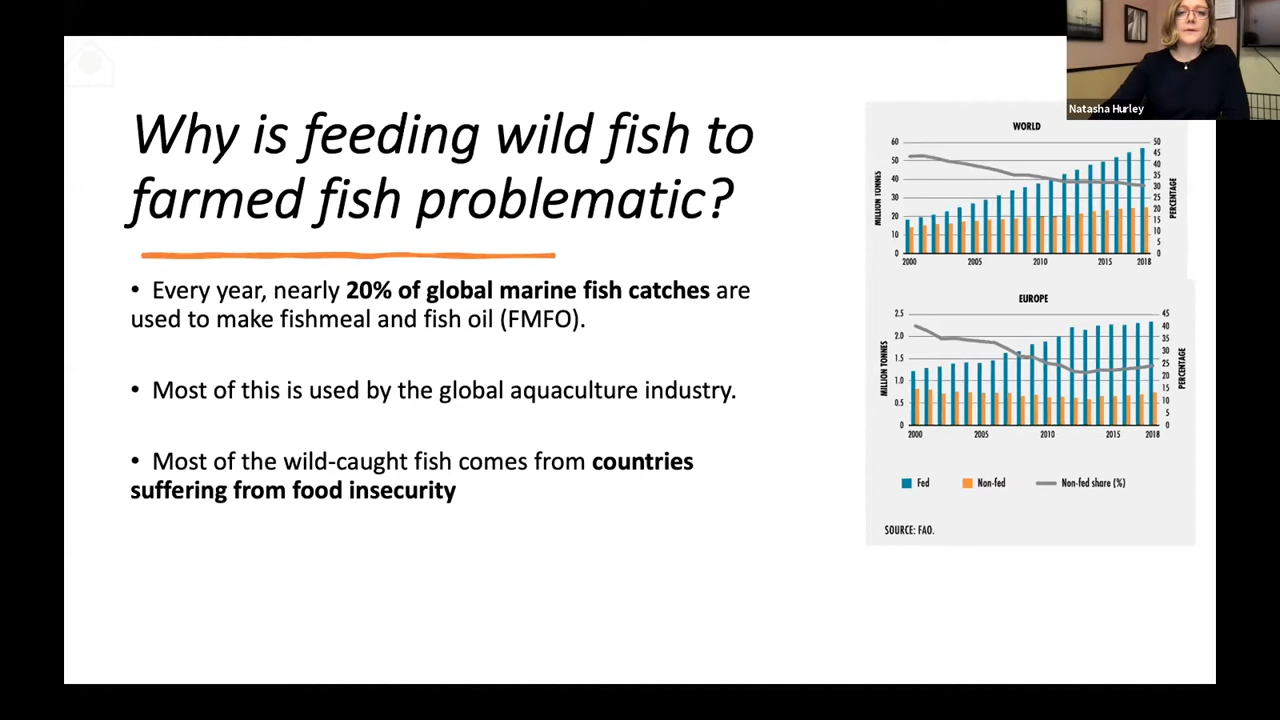 Natasha Hurley
Why is feeding wild fish to
farmed fish problematic?
• Every year, nearly 20% of global marine fish catches are
used to make fishmeal and fish oil (FMFO).
• Most of this is used by the global aquaculture industry.
• Most of the wild-caught fish comes from countries
suffering from food insecurity
WORLD
MILLION TONNES
60
50
40
30
20
10
0
PERCENTAGE
50
45
40
35
30
25
20
15
10
5
0
2000 2005 2010 2015 2018
EUROPE
MILLION TONNES
2.5
2.0
1.5
1.0
0.5
0
PERCENTAGE
45
40
35
30
25
20
15
10
5
0
2000 2005 2010 2015 2018
Fed Non-fed Non-fed share (%)
SOURCE: FAO.